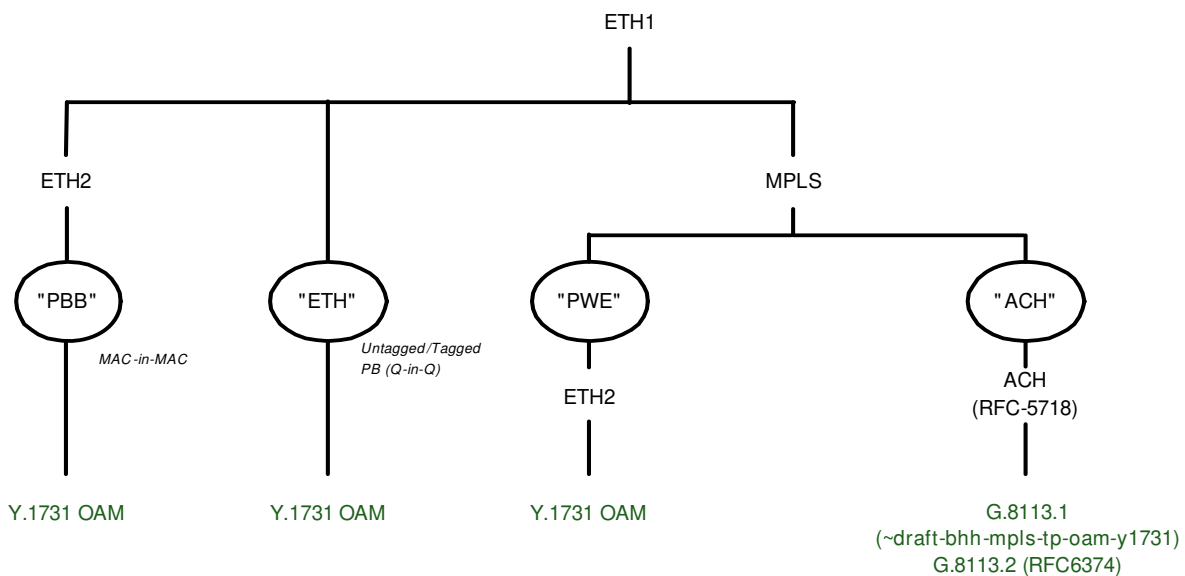 ETH1
ETH2
MPLS
"PBB"
"ETH"
"PWE"
"ACH"
MAC-in-MAC
Untagged/Tagged
PB (Q-in-Q)
ETH2
ACH
(RFC-5718)
Y.1731 OAM
Y.1731 OAM
Y.1731 OAM
G.8113.1
(~draft-bhh-mpls-tp-oam-y1731)
G.8113.2 (RFC6374)